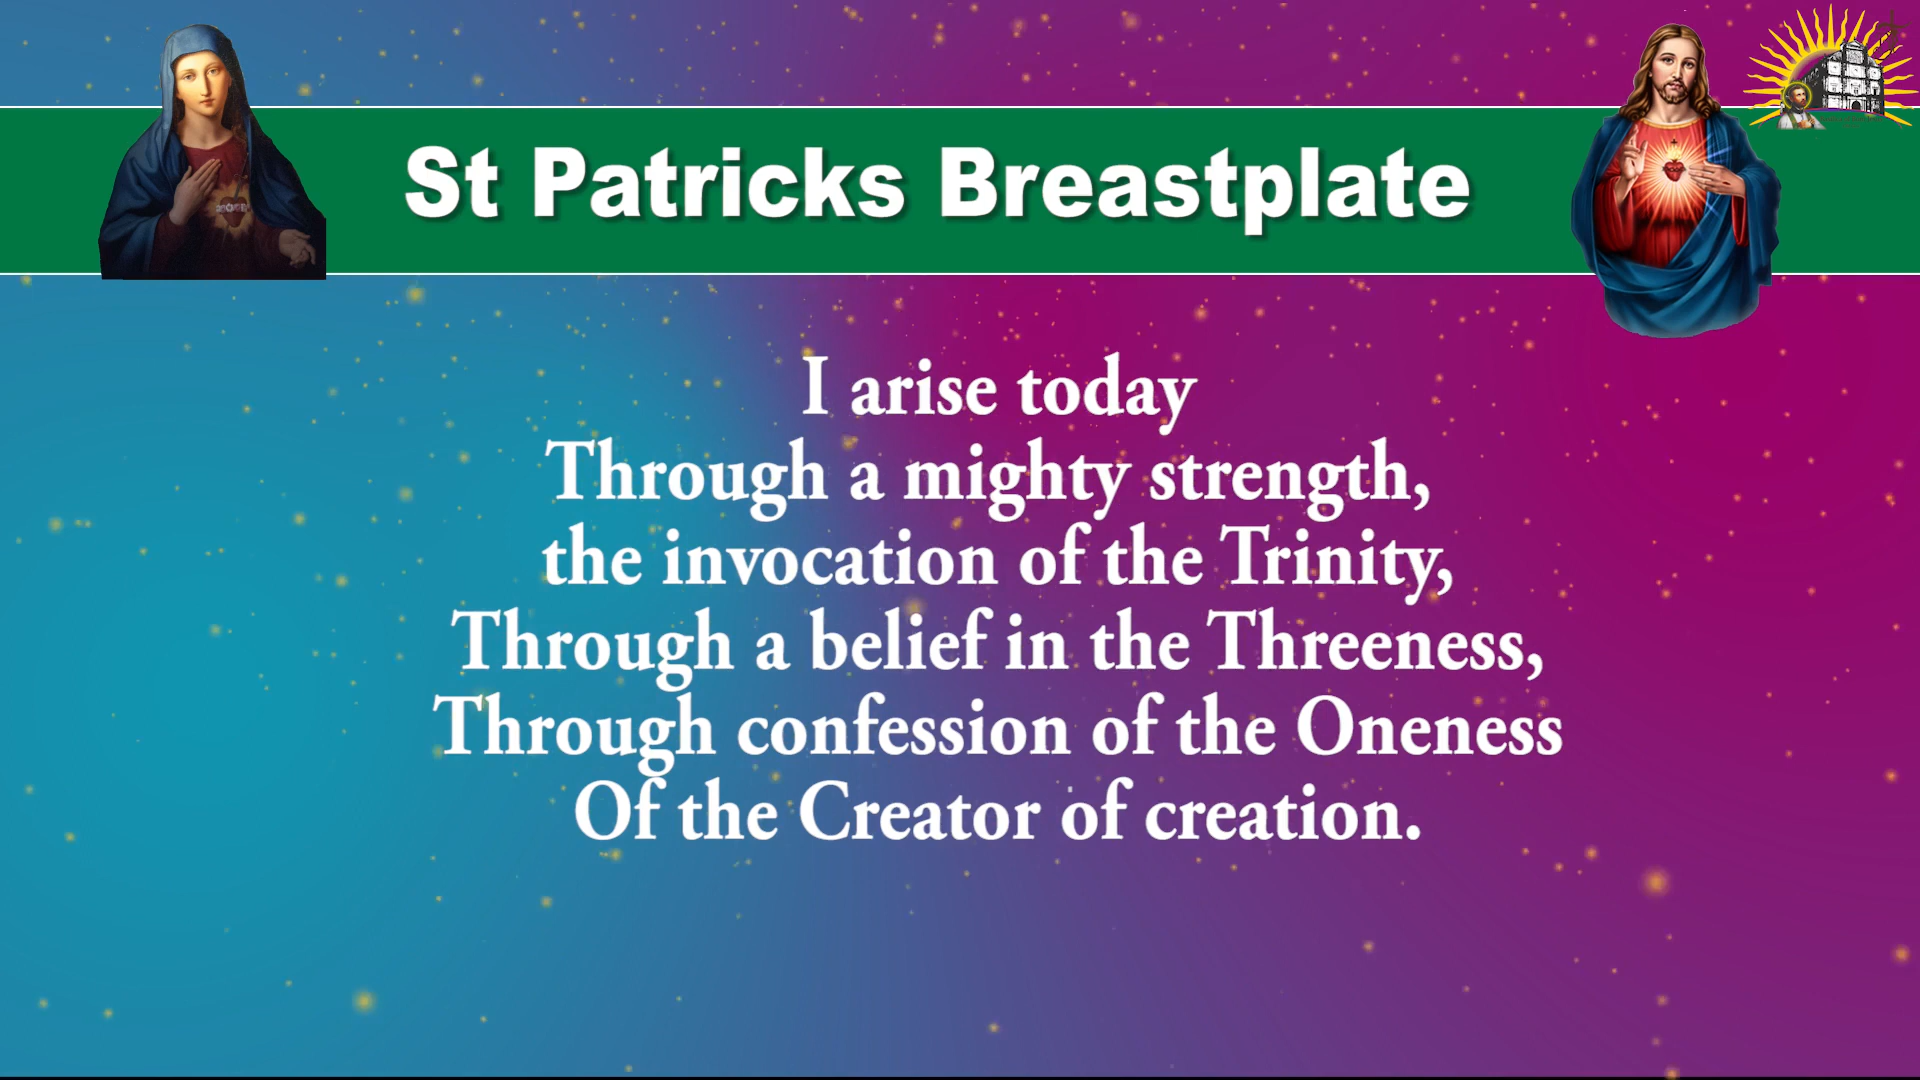 St Patricks Breastplate
I arise today
Through a mighty strength,
the invocation of the Trinity,
Through a belief in the Threeness,
Through confession of the Oneness
Of the Creator of creation.